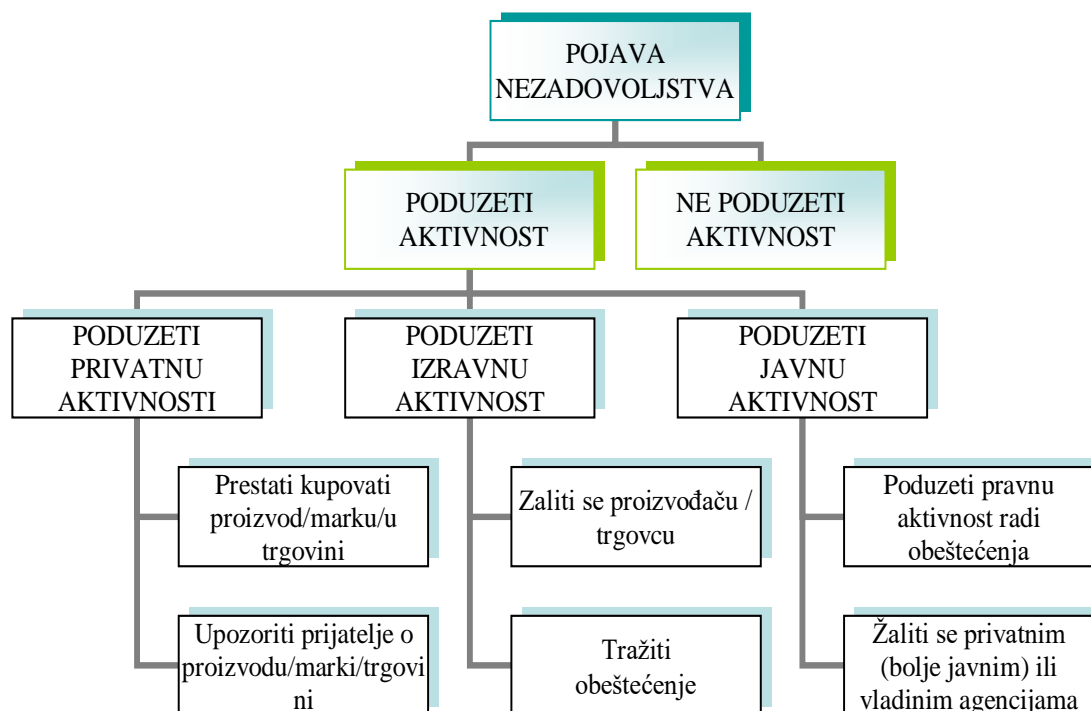 POJAVA
NEZADOVOLJSTVA
PODUZETI
AKTIVNOST
NE PODUZETI
AKTIVNOST
PODUZETI
PRIVATNU
AKTIVNOSTI
PODUZETI
IZRAVNU
AKTIVNOST
PODUZETI
JAVNU
AKTIVNOST
Prestati kupovati
proizvod/marku/u
trgovini
Zaliti se proizvođaču /
trgovcu
Poduzeti pravnu
aktivnost radi
obeštećenja
Upozoriti prijatelje o
proizvodu/marki/trgovi
ni
Tražiti
obeštećenje
Žaliti se privatnim
(bolje javnim) ili
vladinim agencijama